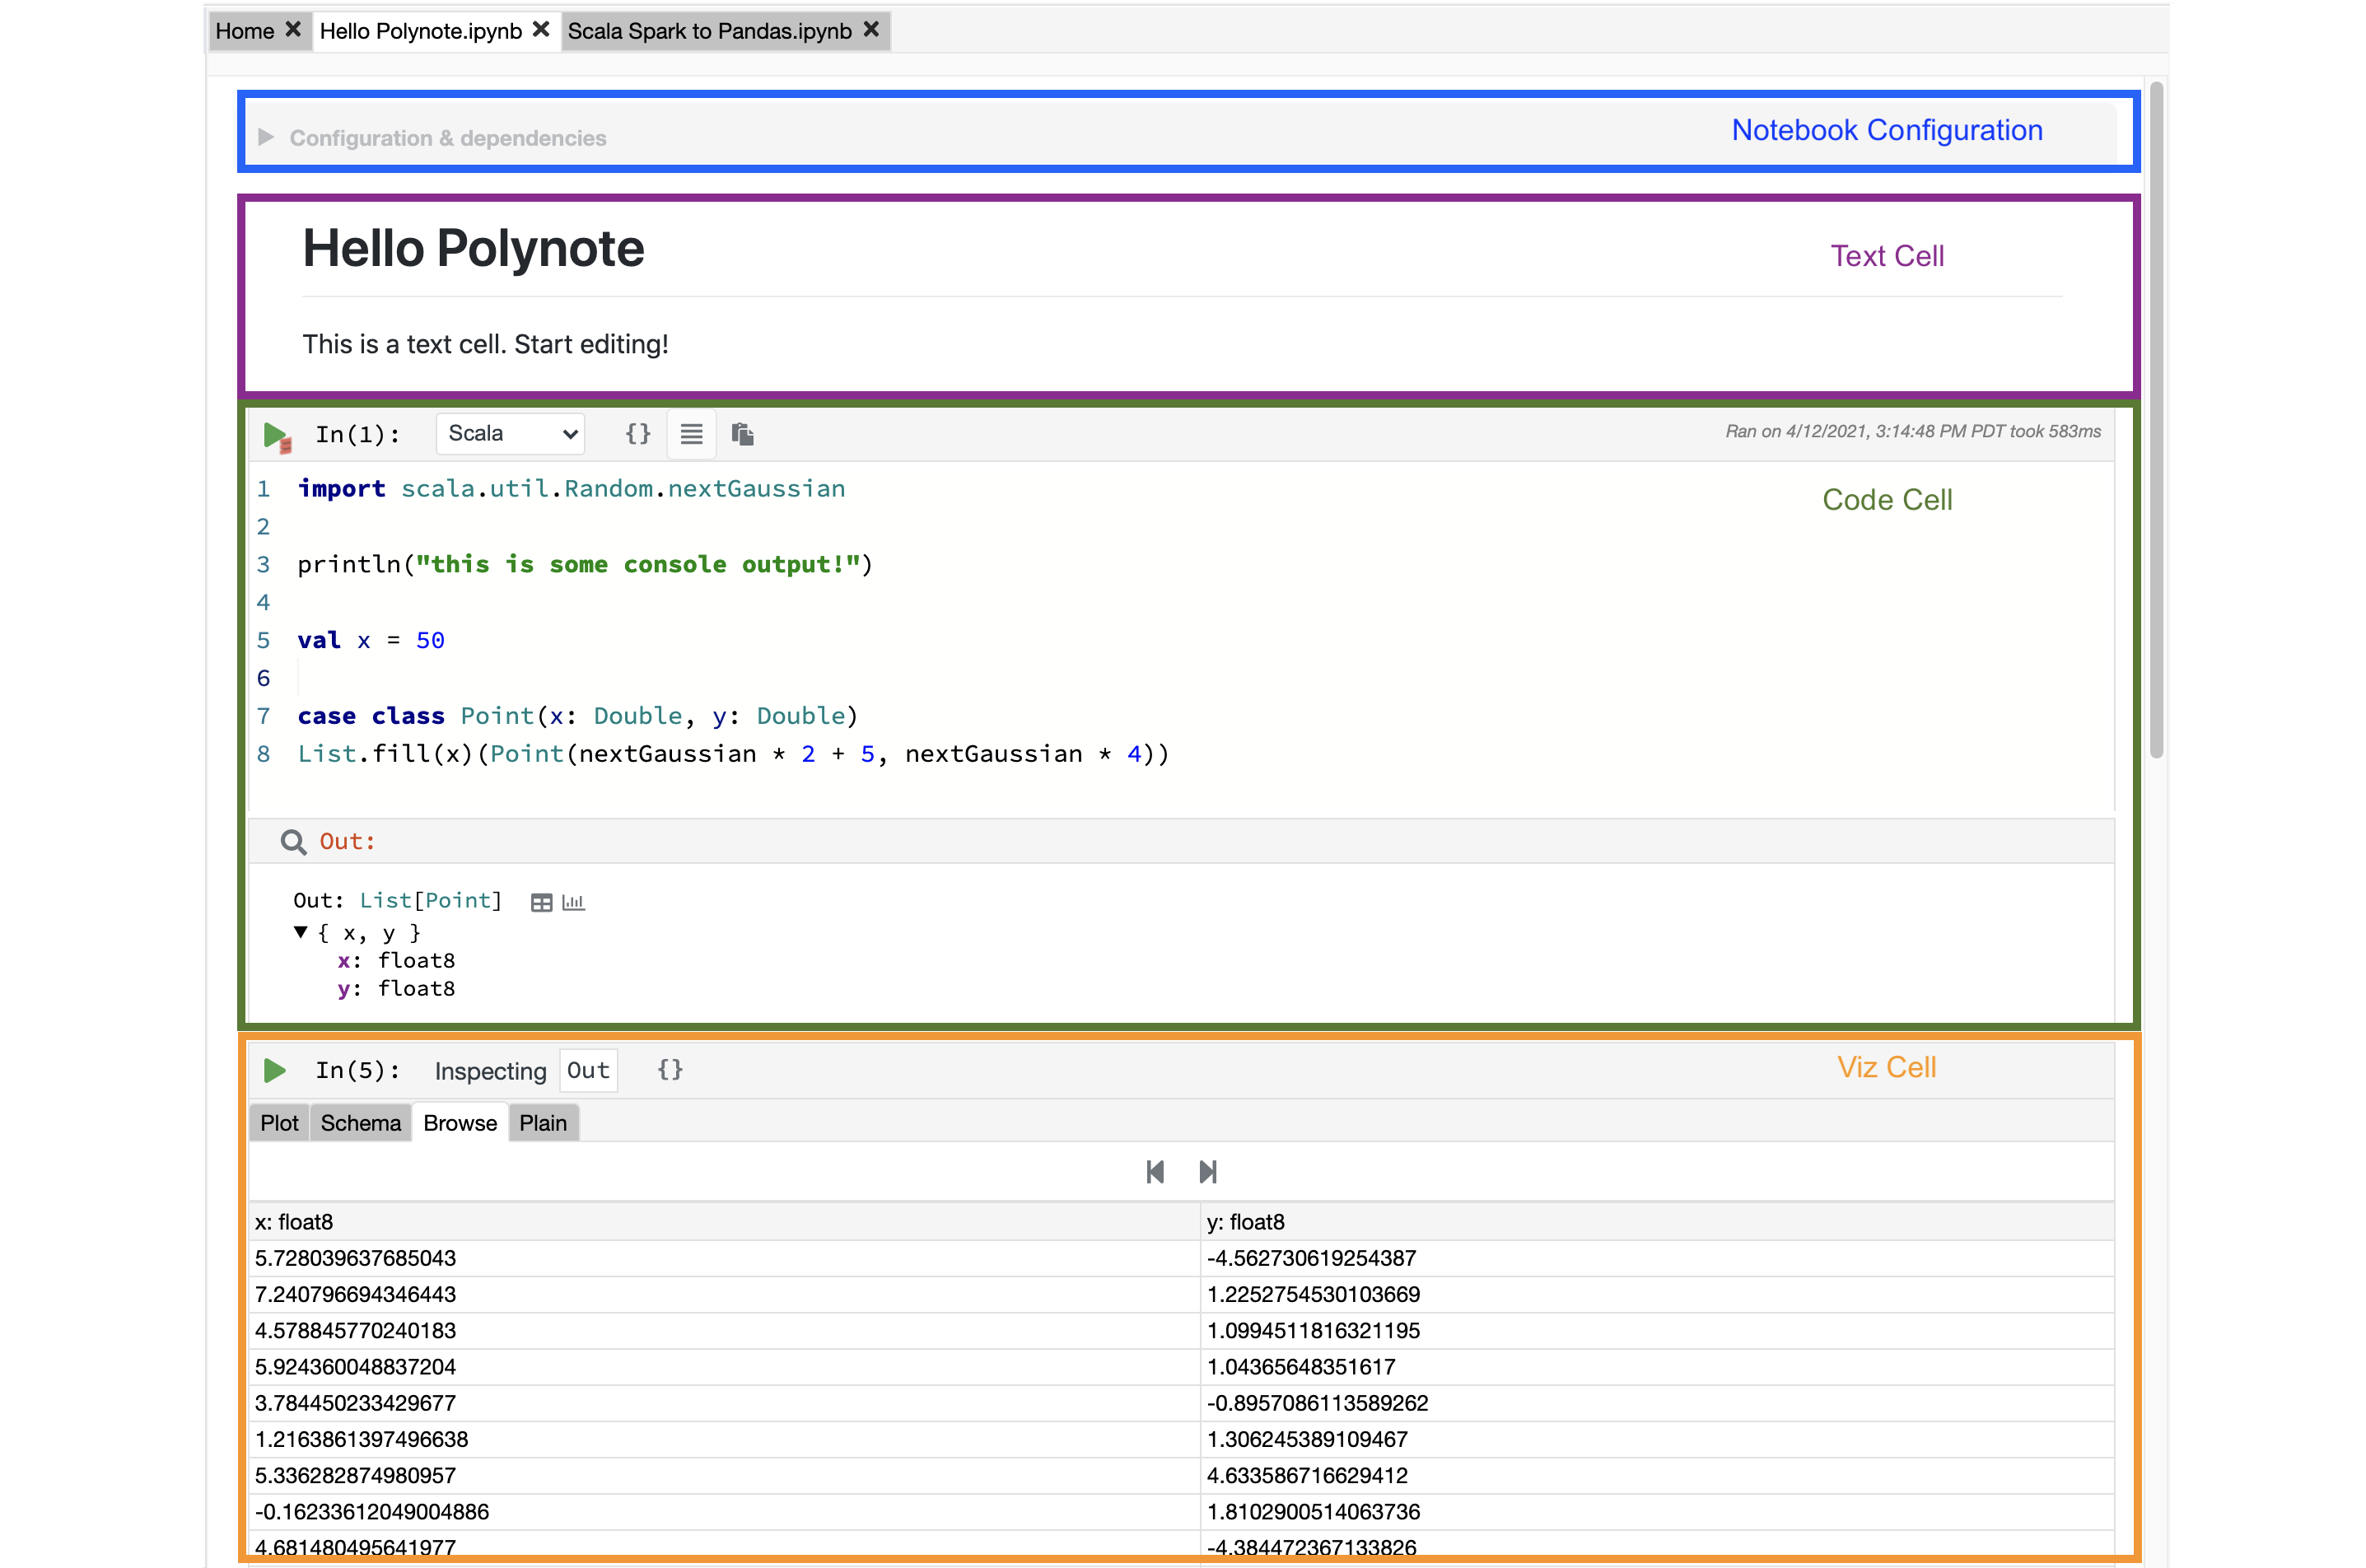 Home Hello Polynote.ipynb Scala Spark to Pandas.ipynb
Configuration & dependencies Notebook Configuration
Hello Polynote Text Cell
This is a text cell. Start editing!
In(1): Scala {} Ran on 4/12/2021, 3:14:48 PM PDT took 583ms
1 import scala.util.Random.nextGaussian
Code Cell
2
3 println("this is some console output!")
4
5 val x = 50
6
7 case class Point(x: Double, y: Double)
8 List.fill(x)(Point(nextGaussian * 2 + 5, nextGaussian * 4))
Out:
Out: List[Point]
{ x, y }
x: float8
y: float8
In(5): Inspecting Out {} Viz Cell
Plot Schema Browse Plain
x: float8 y: float8
5.728039637685043 -4.562730619254387
7.240796694346443 1.2252754530103669
4.578845770240183 1.0994511816321195
5.924360048837204 1.04365648351617
3.784450233429677 -0.8957086113589262
1.2163861397496638 1.306245389109467
5.336282874980957 4.633586716629412
-0.16233612049004886 1.8102900514063736
4.681480495641977 -4.384472367133826